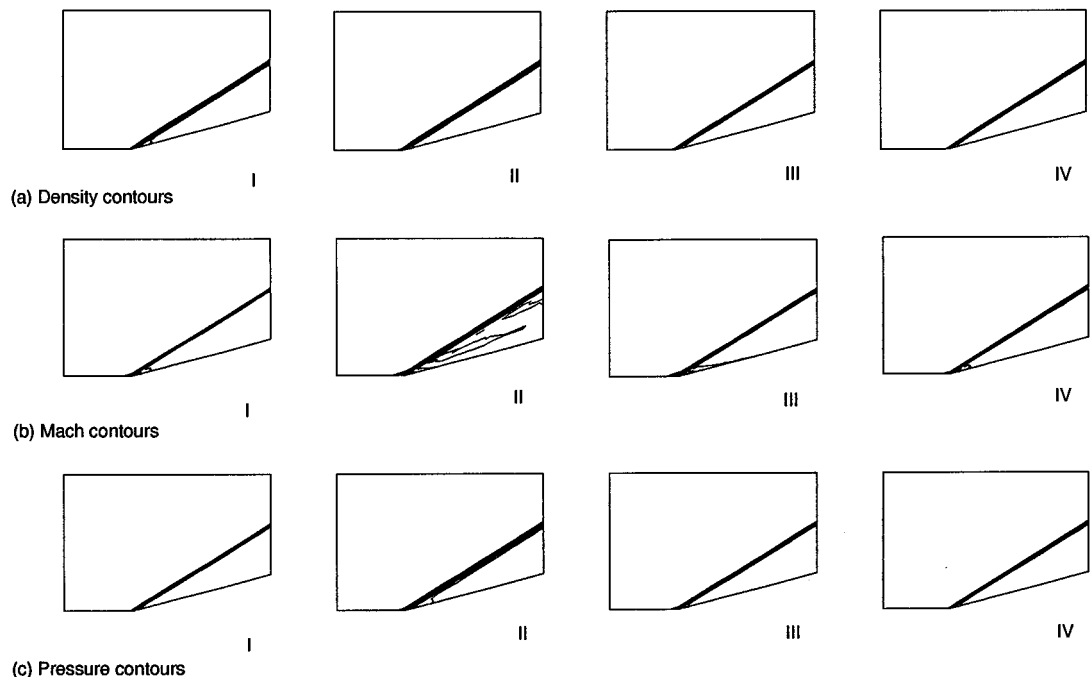 I II III IV
(a) Density contours
I II III IV
(b) Mach contours
I II III IV
(c) Pressure contours